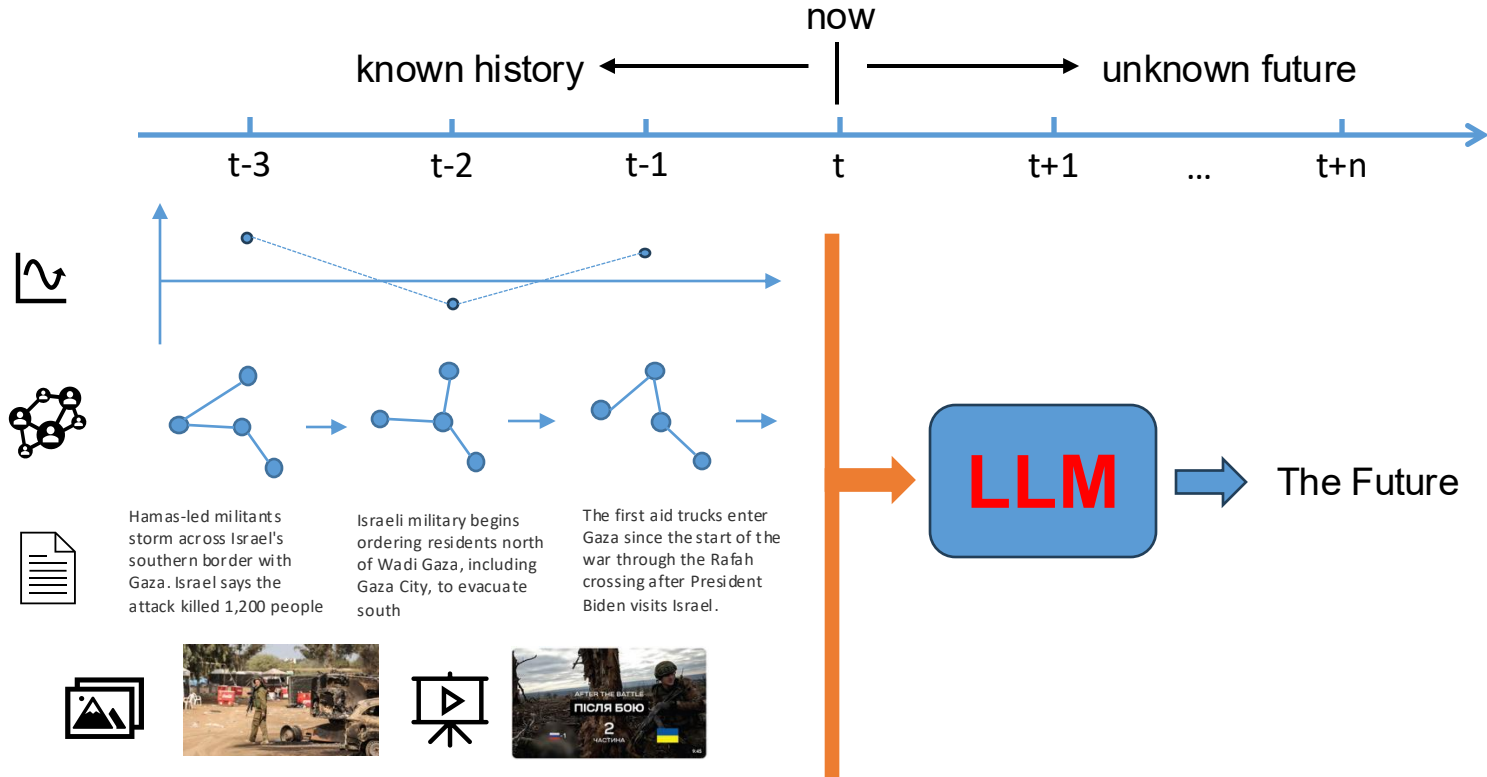 now
known history
unknown future
t-3
t-2
t-1
t
t+1
...
t+n
LLM
The Future
Hamas-led militants
storm across Israel's
southern border with
Gaza. Israel says the
attack killed 1,200 people
Israeli military begins
ordering residents north
of Wadi Gaza, including
Gaza City, to evacuate
south
The first aid trucks enter
Gaza since the start of the
war through the Rafah
crossing after President
Biden visits Israel.
AFTER THE BATTLE
ПІСЛЯ БОЮ
2
ЧАСТИНА